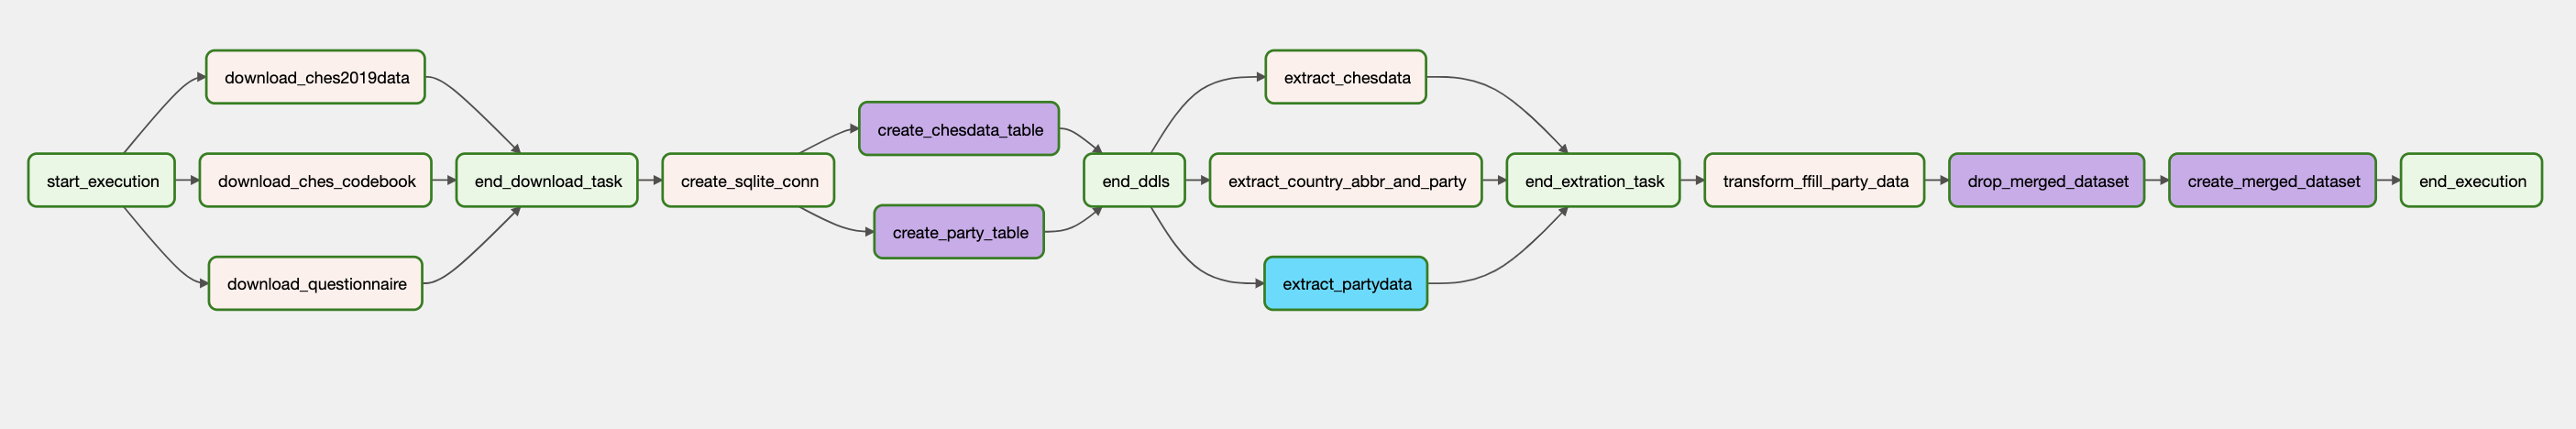 start_execution
download_ches2019data
download_ches_codebook
download_questionnaire
end_download_task
create_sqlite_conn
create_chesdata_table
create_party_table
end_ddls
extract_chesdata
extract_country_abbr_and_party
extract_partydata
end_extration_task
transform_ffill_party_data
drop_merged_dataset
create_merged_dataset
end_execution